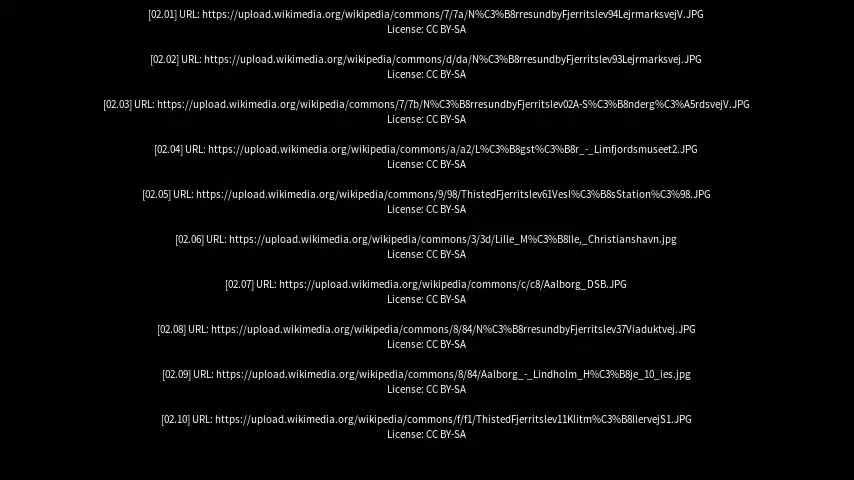 [02.01] URL: https://upload.wikimedia.org/wikipedia/commons/7/7a/N%C3%B8rresundbyFjerritslev94LejrmarksvejV.JPG
License: CC BY-SA
[02.02] URL: https://upload.wikimedia.org/wikipedia/commons/d/da/N%C3%B8rresundbyFjerritslev93Lejrmarksvej.JPG
License: CC BY-SA
[02.03] URL: https://upload.wikimedia.org/wikipedia/commons/7/7b/N%C3%B8rresundbyFjerritslev02A-S%C3%B8nderg%C3%A5rdsvejV.JPG
License: CC BY-SA
[02.04] URL: https://upload.wikimedia.org/wikipedia/commons/a/a2/L%C3%B8gst%C3%B8r_-_Limfjordsmuseet2.JPG
License: CC BY-SA
[02.05] URL: https://upload.wikimedia.org/wikipedia/commons/9/98/ThistedFjerritslev61Vesl%C3%B8sStation%C3%98.JPG
License: CC BY-SA
[02.06] URL: https://upload.wikimedia.org/wikipedia/commons/3/3d/Lille_M%C3%B8lle,_Christianshavn.jpg
License: CC BY-SA
[02.07] URL: https://upload.wikimedia.org/wikipedia/commons/c/c8/Aalborg_DSB.JPG
License: CC BY-SA
[02.08] URL: https://upload.wikimedia.org/wikipedia/commons/8/84/N%C3%B8rresundbyFjerritslev37Viaduktvej.JPG
License: CC BY-SA
[02.09] URL: https://upload.wikimedia.org/wikipedia/commons/8/84/Aalborg_-_Lindholm_H%C3%B8je_10_ies.jpg
License: CC BY-SA
[02.10] URL: https://upload.wikimedia.org/wikipedia/commons/f/f1/ThistedFjerritslev11Klitm%C3%B8llervejS1.JPG
License: CC BY-SA